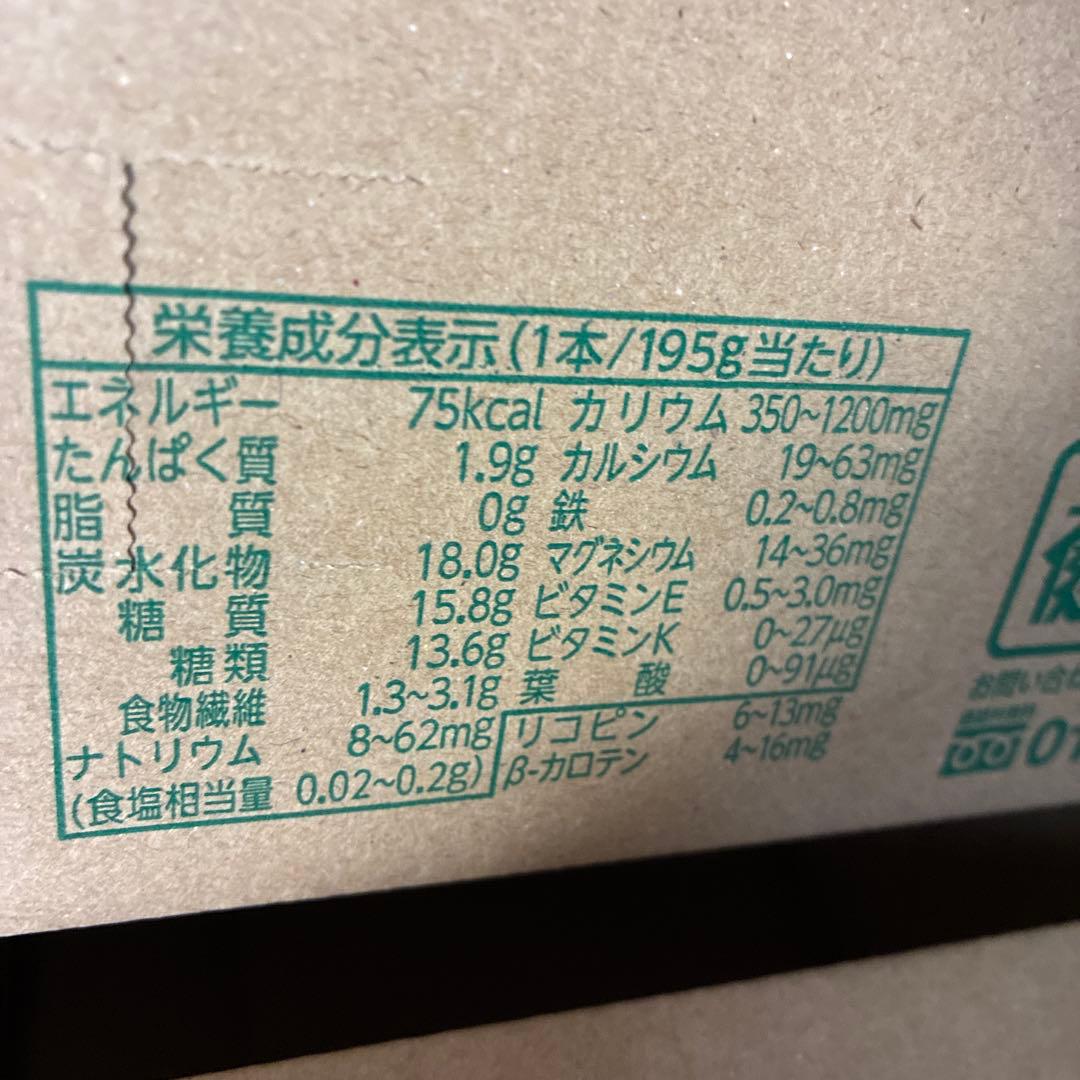 栄養成分表示(1本/195g当たり)
エネルギー 75kcal
たんぱく質 1.9g
脂質 0g
炭水化物 18.0g
糖質 15.8g
糖類 13.6g
食物繊維 1.3~3.1g
ナトリウム 8~62mg
(食塩相当量 0.02~0.2g)
カリウム 350~1200mg
カルシウム 19~63mg
鉄 0.2~0.8mg
マグネシウム 14~36mg
ビタミンE 0.5~3.0mg
ビタミンK 0~27µg
葉酸 0~91µg
リコピン 6~13mg
β-カロテン 4~16mg
お問い合わ
01